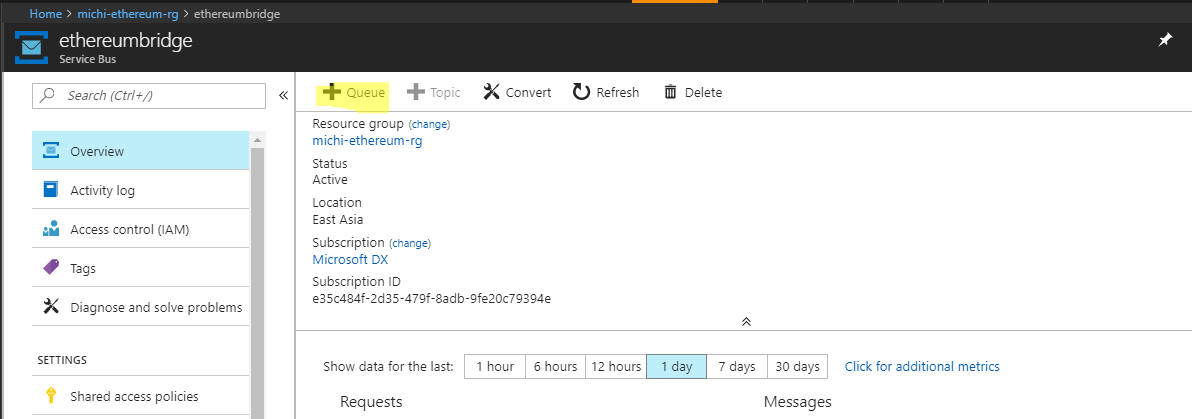 Home > michi-ethereum-rg > ethereumbridge
ethereumbridge
Service Bus
Search (Ctrl+/)
Overview
Activity log
Access control (IAM)
Tags
Diagnose and solve problems
SETTINGS
Shared access policies
Queue Topic Convert Refresh Delete
Resource group (change)
michi-ethereum-rg
Status
Active
Location
East Asia
Subscription (change)
Microsoft DX
Subscription ID
e35c484f-2d35-479f-8adb-9fe20c79394e
Show data for the last: 1 hour 6 hours 12 hours 1 day 7 days 30 days Click for additional metrics
Requests Messages